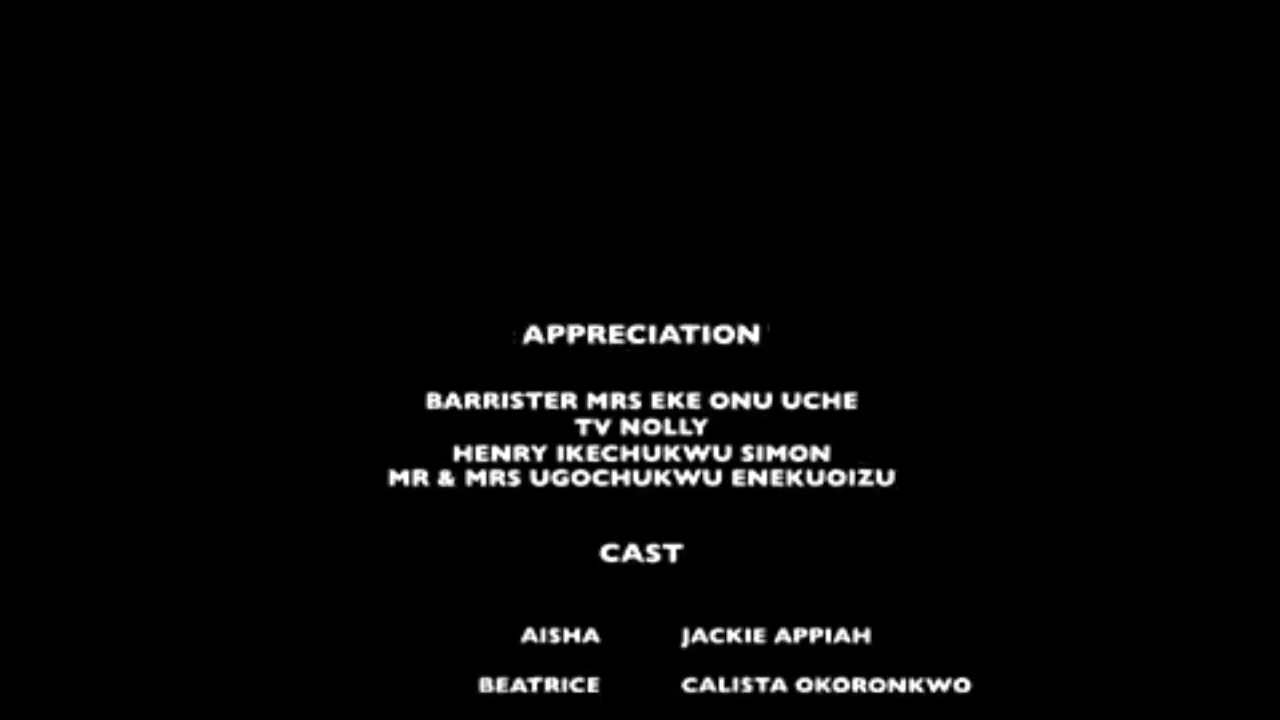 APPRECIATION
BARRISTER MRS EKE ONU UCHE
TV NOLLY
HENRY IKECHUKWU SIMON
MR & MRS UGOCHUKWU ENEKUOIZU
CAST
AISHA JACKIE APPIAH
BEATRICE CALISTA OKORONKWO